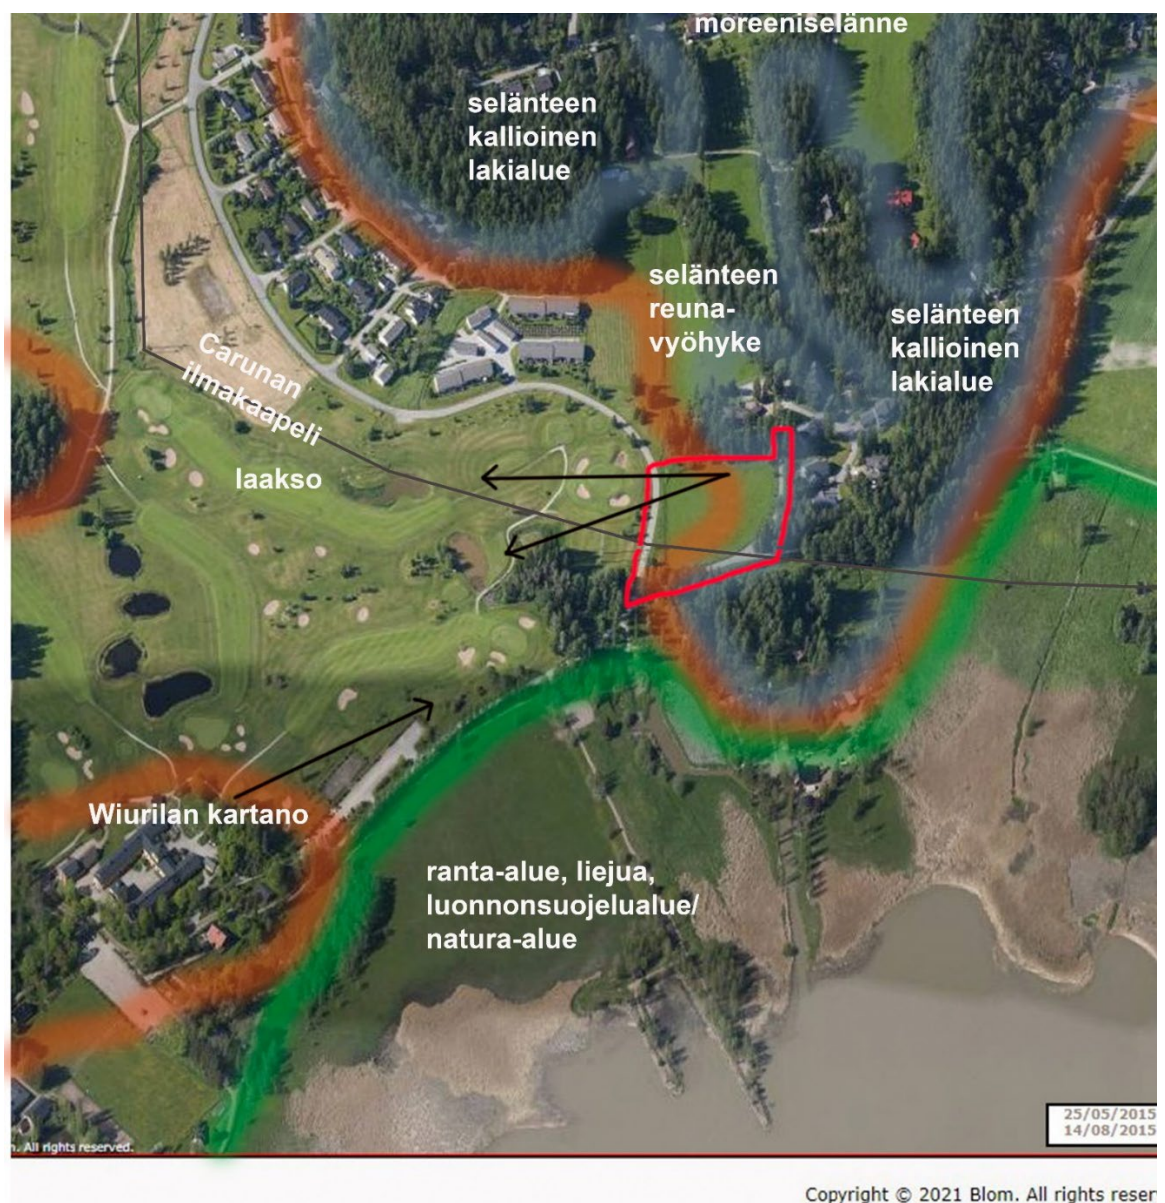 moreeniselänne
selänteen
kallioinen
lakialue
selänteen
reuna-
vyöhyke
selänteen
kallioinen
lakialue
Carunan
ilmakaapeli
laakso
Wiurilan kartano
ranta-alue, liejua,
luonnonsuojelualue/
natura-alue
25/05/2015
14/08/2015
. All rights reserved.
Copyright © 2021 Blom. All rights reser